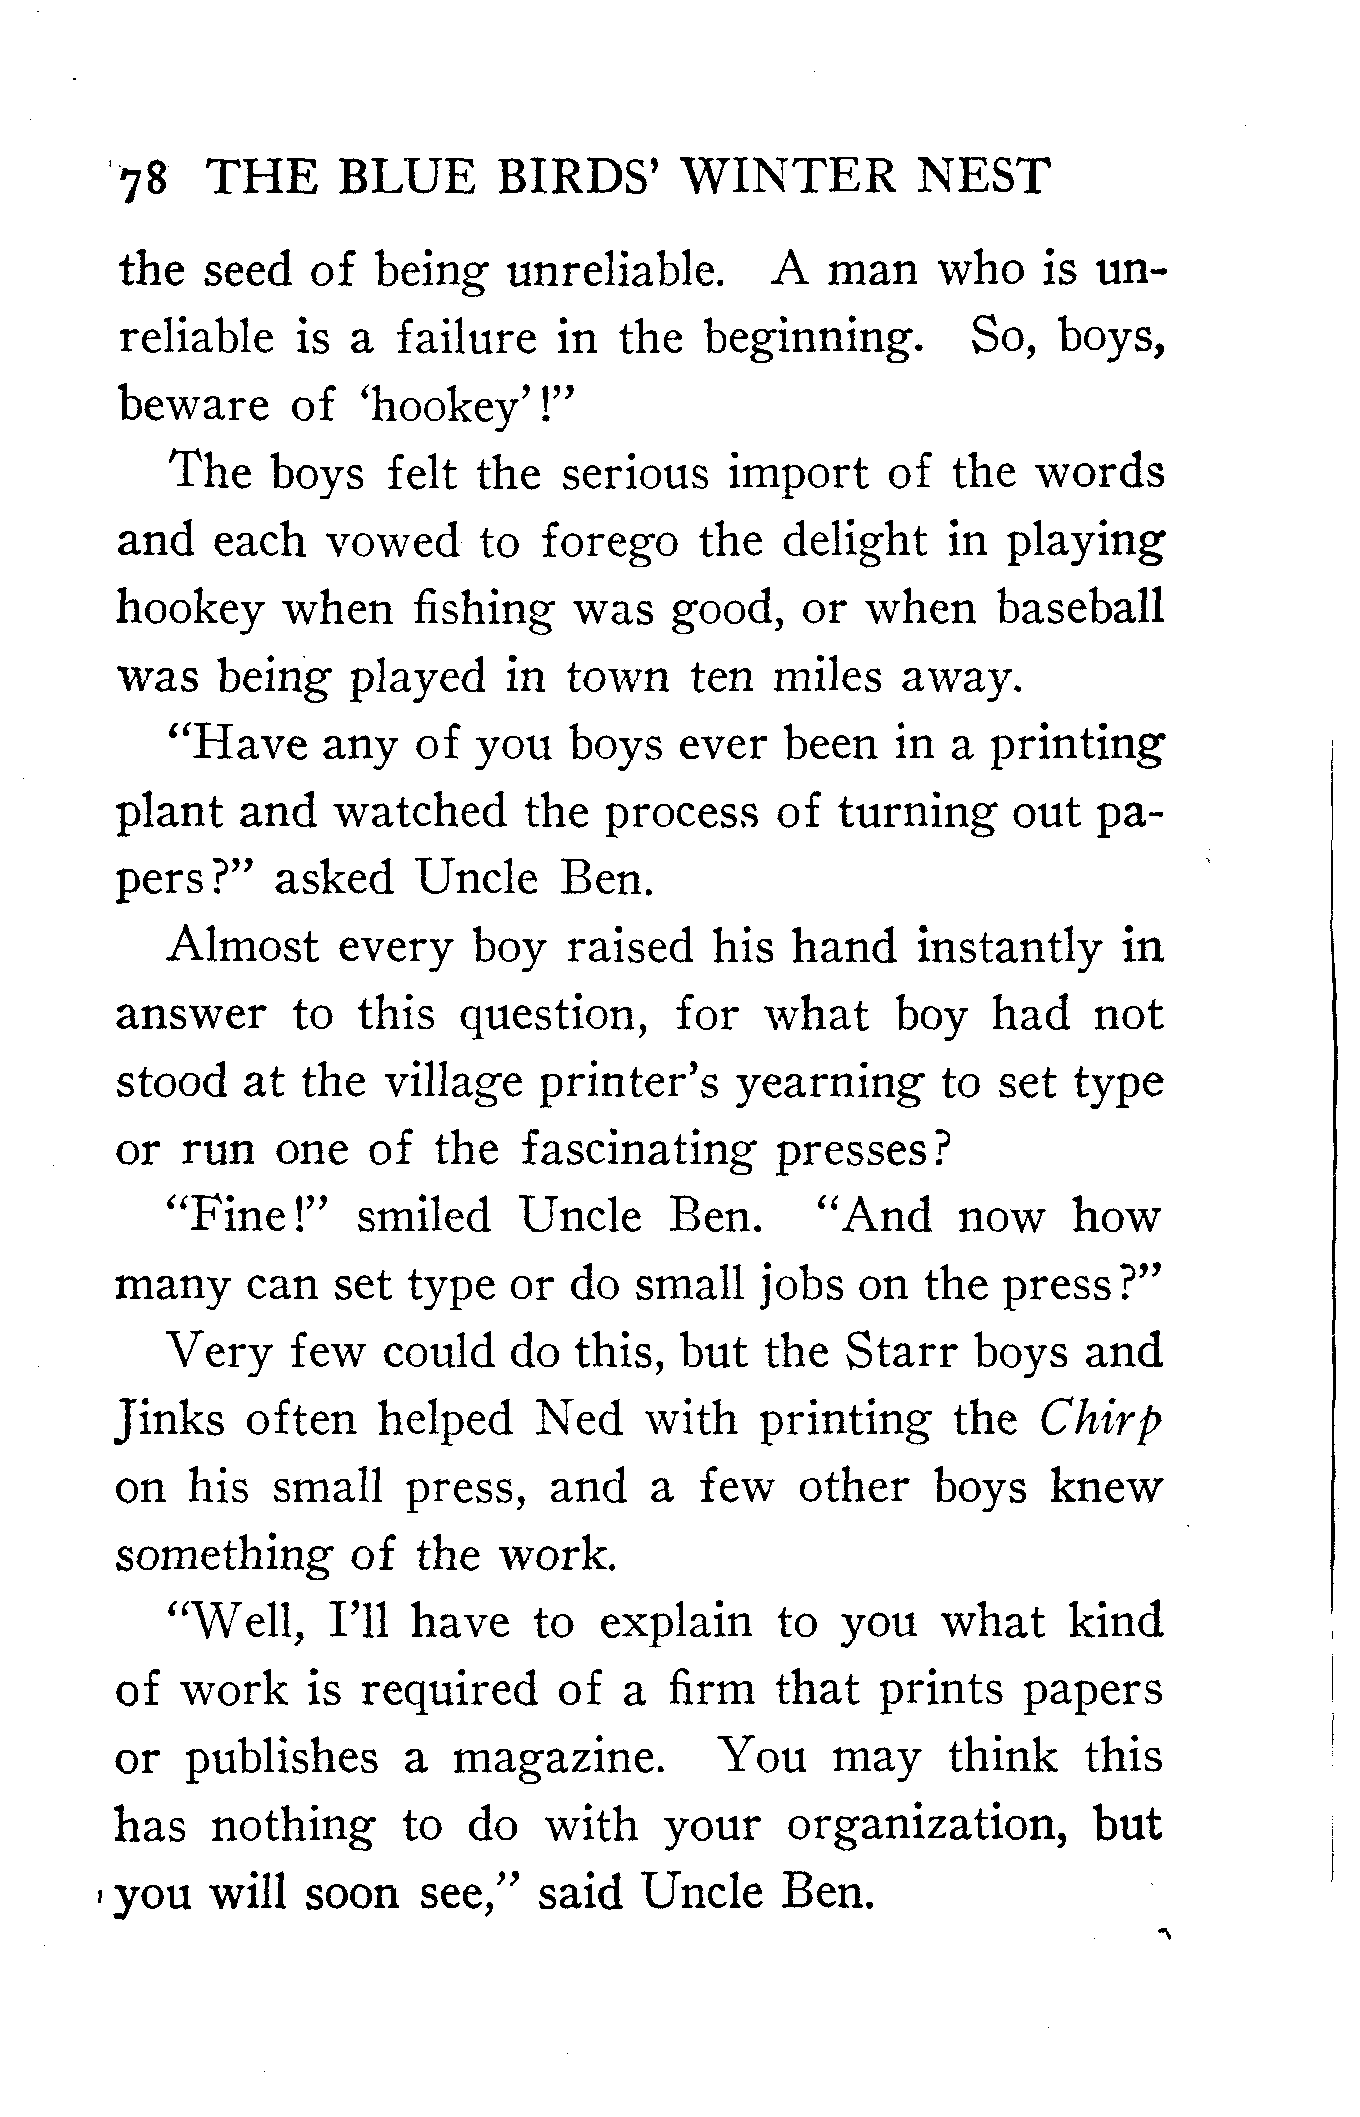 78 THE BLUE BIRDS' WINTER NEST
the seed of being unreliable. A man who is un-
reliable is a failure in the beginning. So, boys,
beware of 'hookey'!"
The boys felt the serious import of the words
and each vowed to forego the delight in playing
hookey when fishing was good, or when baseball
was being played in town ten miles away.
"Have any of you boys ever been in a printing
plant and watched the process of turning out pa-
pers?" asked Uncle Ben.
Almost every boy raised his hand instantly in
answer to this question, for what boy had not
stood at the village printer's yearning to set type
or run one of the fascinating presses?
"Fine!" smiled Uncle Ben. "And now how
many can set type or do small jobs on the press?"
Very few could do this, but the Starr boys and
Jinks often helped Ned with printing the Chirp
on his small press, and a few other boys knew
something of the work.
"Well, I'll have to explain to you what kind
of work is required of a firm that prints papers
or publishes a magazine. You may think this
has nothing to do with your organization, but
you will soon see," said Uncle Ben.